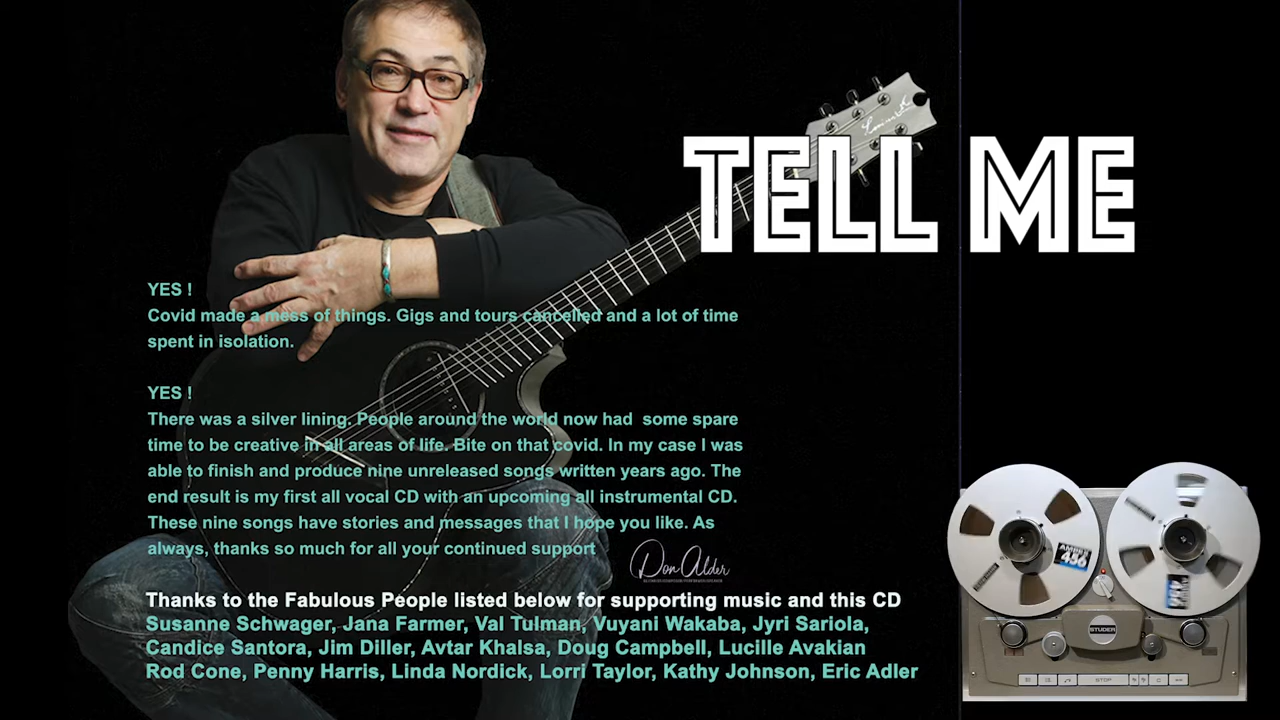 TELL ME
YES !
Covid made a mess of things. Gigs and tours cancelled and a lot of time
spent in isolation.
YES !
There was a silver lining. People around the world now had some spare
time to be creative in all areas of life. Bite on that covid. In my case I was
able to finish and produce nine unreleased songs written years ago. The
end result is my first all vocal CD with an upcoming all instrumental CD.
These nine songs have stories and messages that I hope you like. As
always, thanks so much for all your continued support
Don Alder
Thanks to the Fabulous People listed below for supporting music and this CD
Susanne Schwager, Jana Farmer, Val Tulman, Vuyani Wakaba, Jyri Sariola,
Candice Santora, Jim Diller, Avtar Khalsa, Doug Campbell, Lucille Avakian
Rod Cone, Penny Harris, Linda Nordick, Lorri Taylor, Kathy Johnson, Eric Adler
AMPEX
456
STUDER
STOP